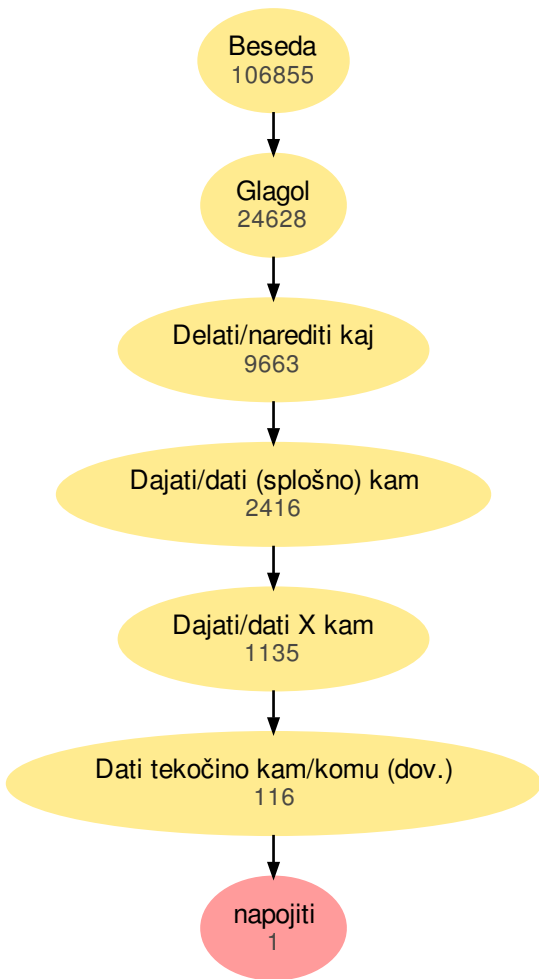 Beseda
106855
Glagol
24628
Delati/narediti kaj
9663
Dajati/dati (splošno) kam
2416
Dajati/dati X kam
1135
Dati tekočino kam/komu (dov.)
116
napojiti
1